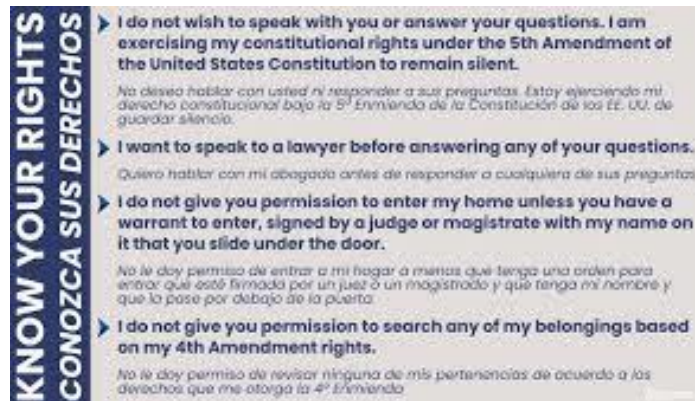 KNOW YOUR RIGHTS
CONOZCA SUS DERECHOS
I do not wish to speak with you or answer your questions. I am
exercising my constitutional rights under the 5th Amendment of
the United States Constitution to remain silent.
No deseo hablar con usted ni responder a sus preguntas. Estoy ejerciendo mi
derecho constitucional bajo la 5ª Enmienda de la Constitución de los EE. UU. de
guardar silencio.
I want to speak to a lawyer before answering any of your questions.
Quiero hablar con mi abogado antes de responder a cualquiera de sus preguntas
I do not give you permission to enter my home unless you have a
warrant to enter, signed by a judge or magistrate with my name on
it that you slide under the door.
No le doy permiso de entrar a mi hogar a menos que tenga una orden para
entrar que esté firmada por un juez o un magistrado y que tenga mi nombre y
que la pase por debajo de la puerta.
I do not give you permission to search any of my belongings based
on my 4th Amendment rights.
No le doy permiso de revisar ninguna de mis pertenencias de acuerdo a los
derechos que me otorga la 4ª Enmienda